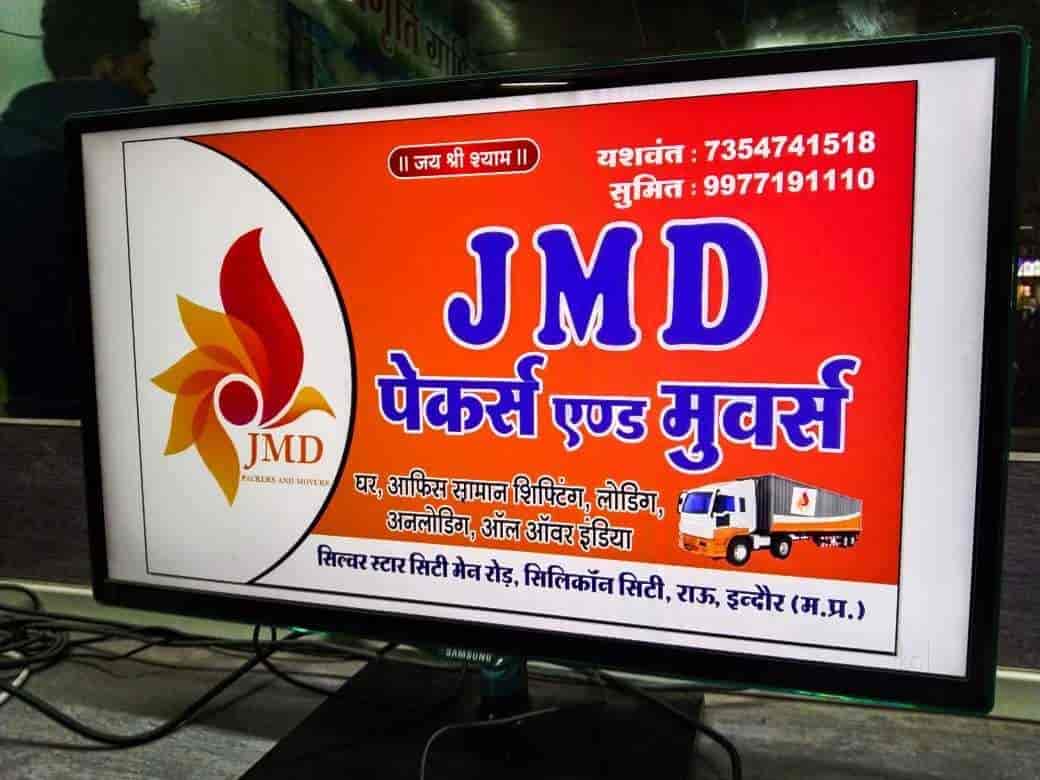 ॥ जय श्री श्याम ॥
यशवंत : 7354741518
सुमित : 9977191110
JMD
पेकर्स एण्ड मुवर्स
घर, आफिस सामान शिफ्टिंग, लोडिग,
अनलोडिग, ऑल ऑवर इंडिया
सिल्वर स्टार सिटी मेन रोड़, सिलिकॉन सिटी, राऊ, इन्दौर (म.प्र.)
JMD
PACKERS AND MOVERS
SAMSUNG